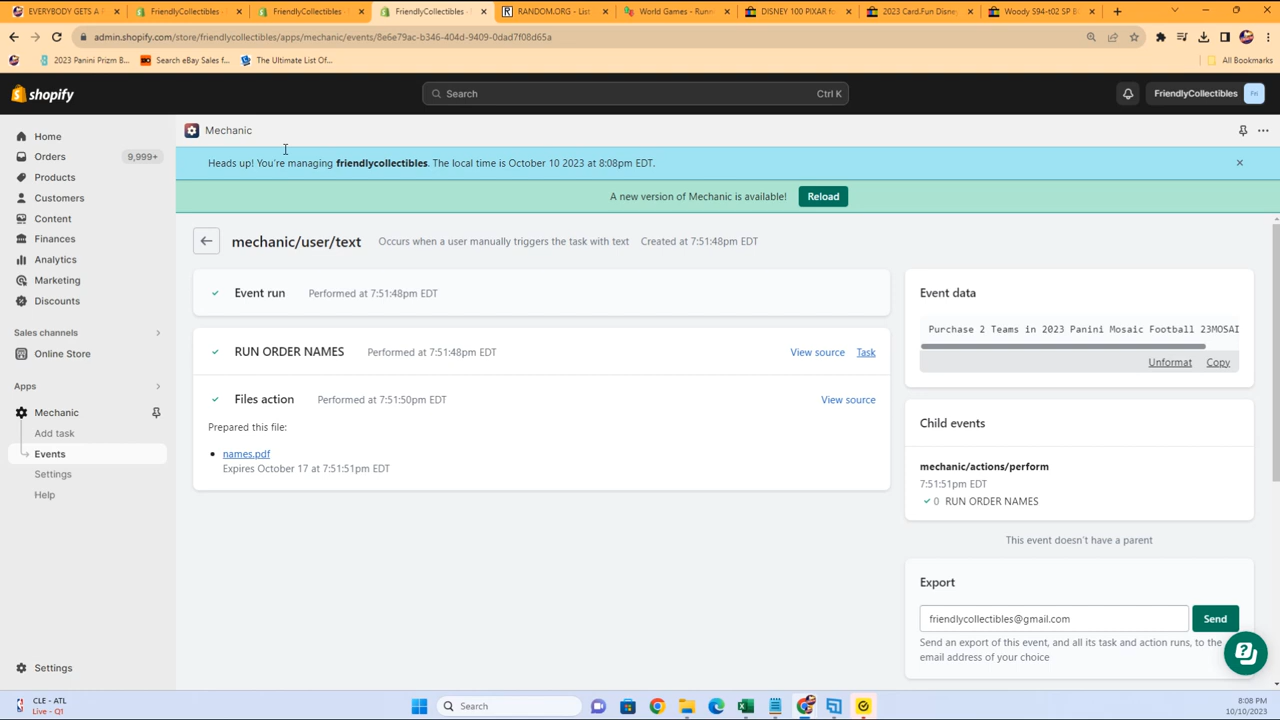 EVERYBODY GETS A
FriendlyCollectibles -
FriendlyCollectibles -
FriendlyCollectibles -
RANDOM.ORG - List
World Games - Runn
DISNEY 100 PIXAR for
2023 Card.Fun Disney
Woody S94-t02 SP B
admin.shopify.com/store/friendlycollectibles/apps/mechanic/events/8e6e79ac-b346-404d-9409-0dad7f08d65a
2023 Panini Prizm B...
Search eBay Sales f...
The Ultimate List Of...
All Bookmarks
shopify
Search
Ctrl K
FriendlyCollectibles
Fri
Home
Orders
9,999+
Products
Customers
Content
Finances
Analytics
Marketing
Discounts
Sales channels
Online Store
Apps
Mechanic
Add task
Events
Settings
Help
Settings
Mechanic
Heads up! You're managing friendlycollectibles. The local time is October 10 2023 at 8:08pm EDT.
A new version of Mechanic is available!
Reload
mechanic/user/text
Occurs when a user manually triggers the task with text
Created at 7:51:48pm EDT
Event run
Performed at 7:51:48pm EDT
RUN ORDER NAMES
Performed at 7:51:48pm EDT
View source
Task
Files action
Performed at 7:51:50pm EDT
View source
Prepared this file:
names.pdf
Expires October 17 at 7:51:51pm EDT
Event data
Purchase 2 Teams in 2023 Panini Mosaic Football 23MOSAI
Unformat
Copy
Child events
mechanic/actions/perform
7:51:51pm EDT
0 RUN ORDER NAMES
This event doesn't have a parent
Export
friendlycollectibles@gmail.com
Send
Send an export of this event, and all its task and action runs, to the
email address of your choice
CLE - ATL
Live - Q1
Search
8:08 PM
10/10/2023